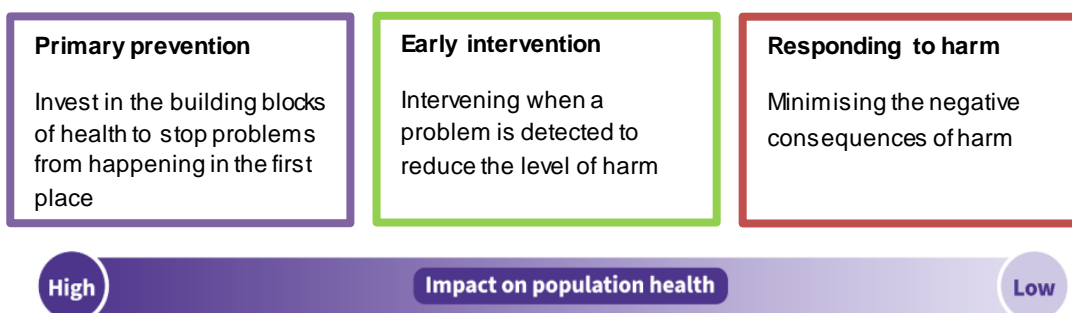 Primary prevention
Invest in the building blocks
of health to stop problems
from happening in the first
place
Early intervention
Intervening when a
problem is detected to
reduce the level of harm
Responding to harm
Minimising the negative
consequences of harm
High
Impact on population health
Low